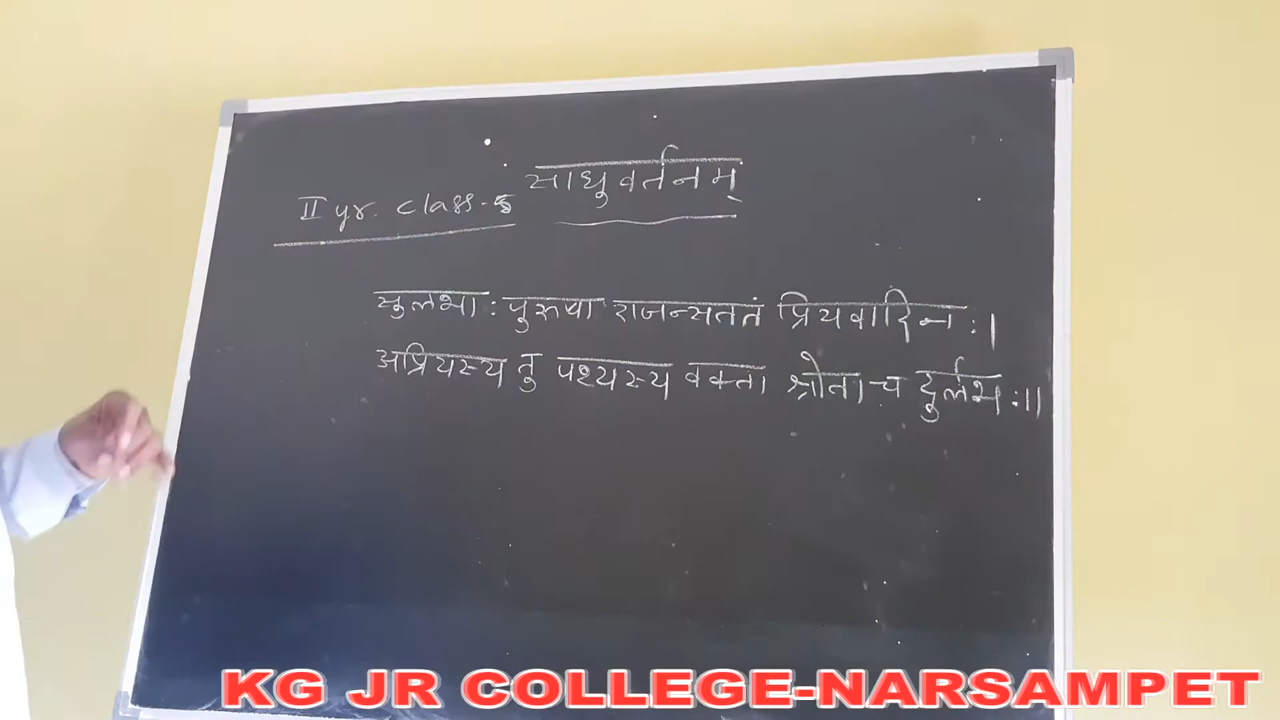 साधुवर्तनम्
II yr. class-5
सुलभा: पुरुषा राजन्सततं प्रियवादिन:।
अप्रियस्य तु पश्यस्य वक्ता श्रोता च दुर्लभ:॥
KG JR COLLEGE-NARSAMPET